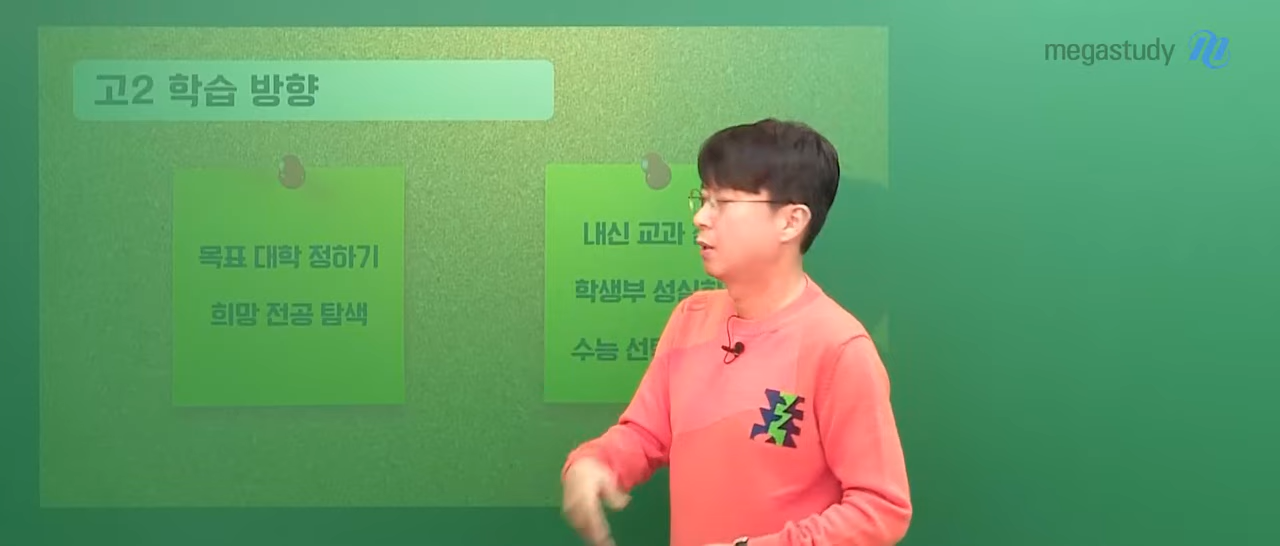 megastudy
고2 학습 방향
목표 대학 정하기
희망 전공 탐색
내신 교과
학생부
수능